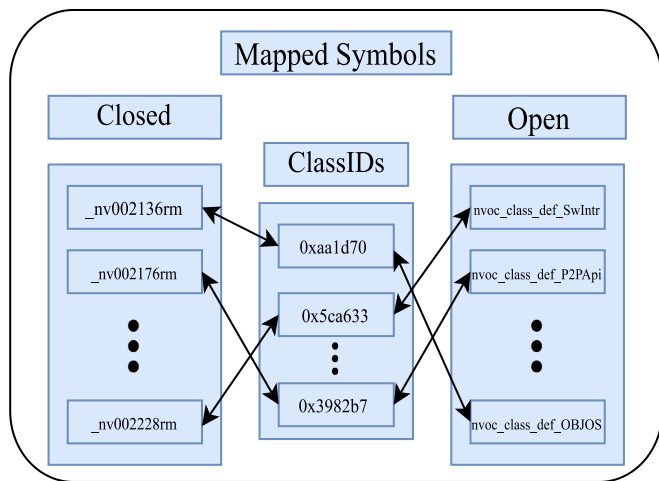 Mapped Symbols
Closed
ClassIDs
Open
_nv002136rm
_nv002176rm
_nv002228rm
0xaa1d70
0x5ca633
0x3982b7
nvoc_class_def_SwIntr
nvoc_class_def_P2PApi
nvoc_class_def_OBJOS